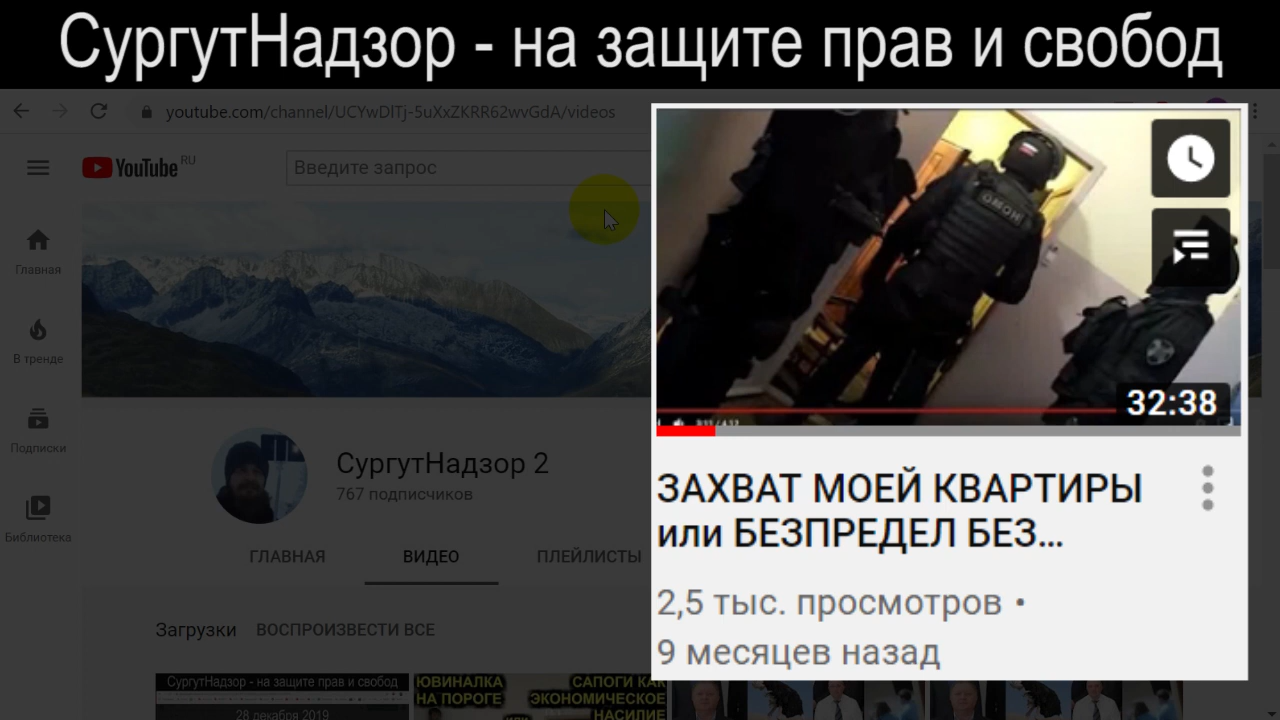 СургутНадзор - на защите прав и свобод
youtube.com/channel/UCYwDlTj-5uXxZKRR62wvGdA/videos
YouTube RU
Введите запрос
Главная
В тренде
Подписки
Библиотека
СургутНадзор 2
767 подписчиков
ГЛАВНАЯ
ВИДЕО
ПЛЕЙЛИСТЫ
Загрузки
ВОСПРОИЗВЕСТИ ВСЕ
СургутНадзор - на защите прав и свобод
28 декабря 2019
ЮВИНАЛКА
НА ПОРОГЕ
САПОГИ КАК
ЭКОНОМИЧЕСКОЕ
НАСИЛИЕ
ИЛИ
ОМОН
32:38
ЗАХВАТ МОЕЙ КВАРТИРЫ
или БЕЗПРЕДЕЛ БЕЗ...
2,5 тыс. просмотров •
9 месяцев назад